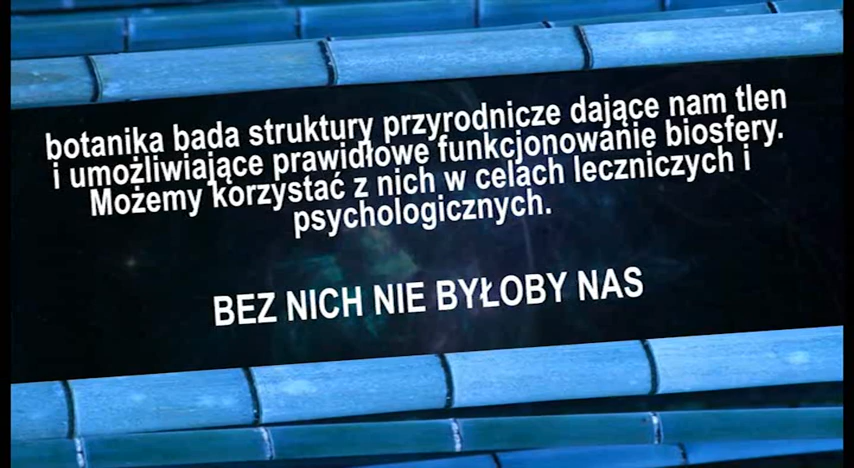 botanika bada struktury przyrodnicze dające nam tlen
i umożliwiające prawidłowe funkcjonowanie biosfery.
Możemy korzystać z nich w celach leczniczych i
psychologicznych.
BEZ NICH NIE BYŁOBY NAS